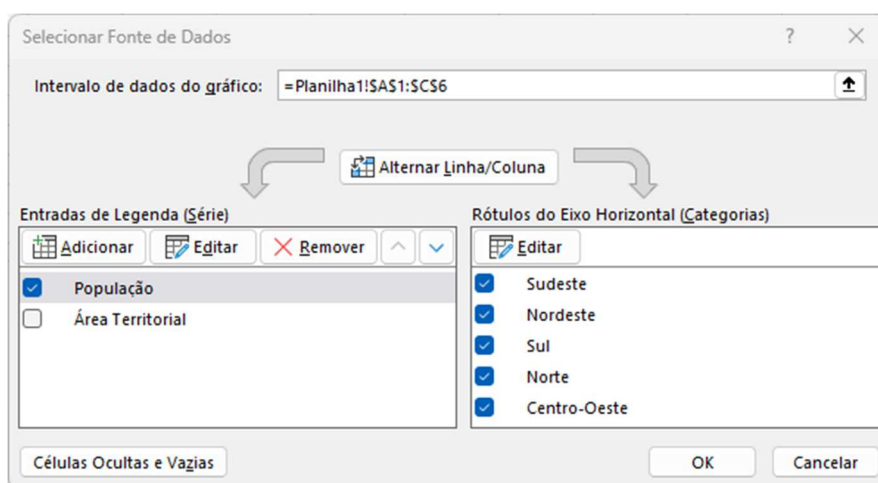 Selecionar Fonte de Dados
Intervalo de dados do gráfico: =Planilha1!$A$1:$C$6
Alternar Linha/Coluna
Entradas de Legenda (Série)
Adicionar Editar Remover
População
Área Territorial
Rótulos do Eixo Horizontal (Categorias)
Editar
Sudeste
Nordeste
Sul
Norte
Centro-Oeste
Células Ocultas e Vazias OK Cancelar